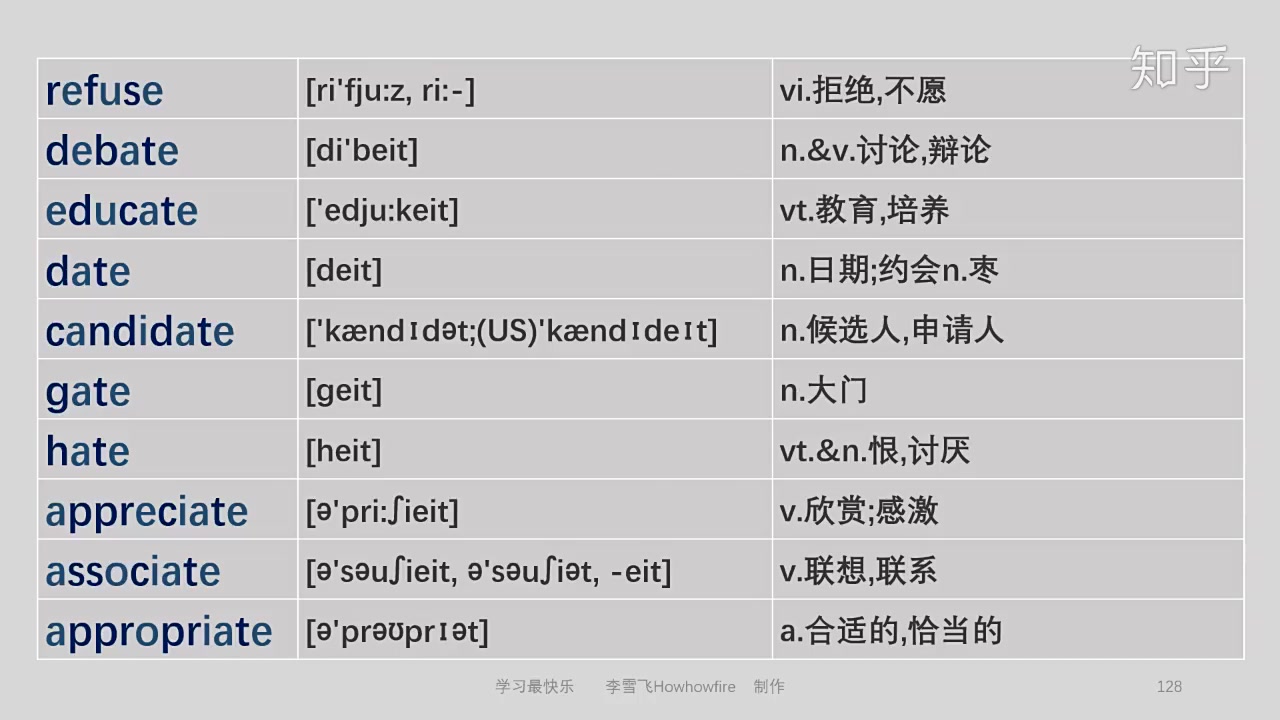 知乎
refuse [ri'fju:z, ri:-] vi.拒绝,不愿
debate [di'beit] n.&v.讨论,辩论
educate ['edju:keit] vt.教育,培养
date [deit] n.日期;约会n.枣
candidate ['kændɪdət;(US)'kændɪdeɪt] n.候选人,申请人
gate [geit] n.大门
hate [heit] vt.&n.恨,讨厌
appreciate [ə'pri:ʃieit] v.欣赏;感激
associate [ə'səuʃieit, ə'səuʃiət, -eit] v.联想,联系
appropriate [ə'prəʊprɪət] a.合适的,恰当的
学习最快乐 李雪飞Howhowfire 制作 128